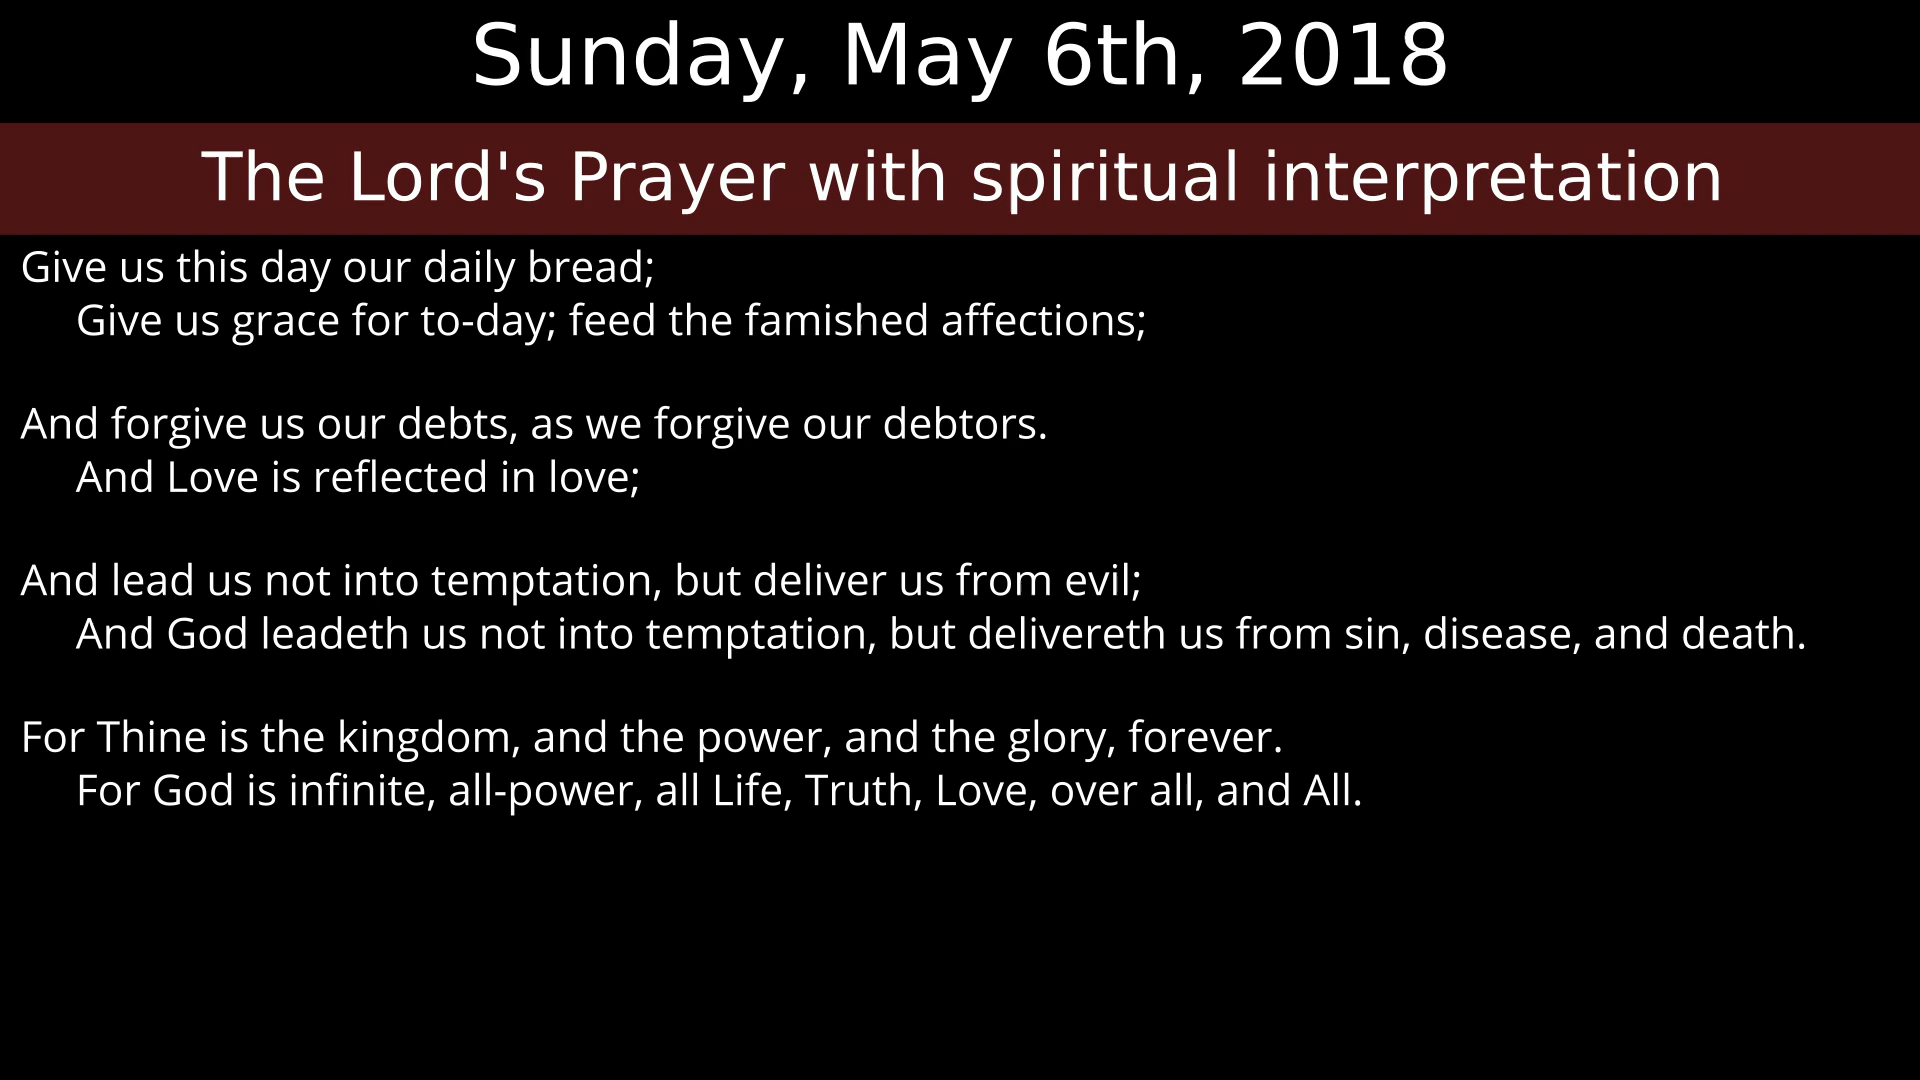 Sunday, May 6th, 2018
The Lord's Prayer with spiritual interpretation
Give us this day our daily bread;
Give us grace for to-day; feed the famished affections;
And forgive us our debts, as we forgive our debtors.
And Love is reflected in love;
And lead us not into temptation, but deliver us from evil;
And God leadeth us not into temptation, but delivereth us from sin, disease, and death.
For Thine is the kingdom, and the power, and the glory, forever.
For God is infinite, all-power, all Life, Truth, Love, over all, and All.